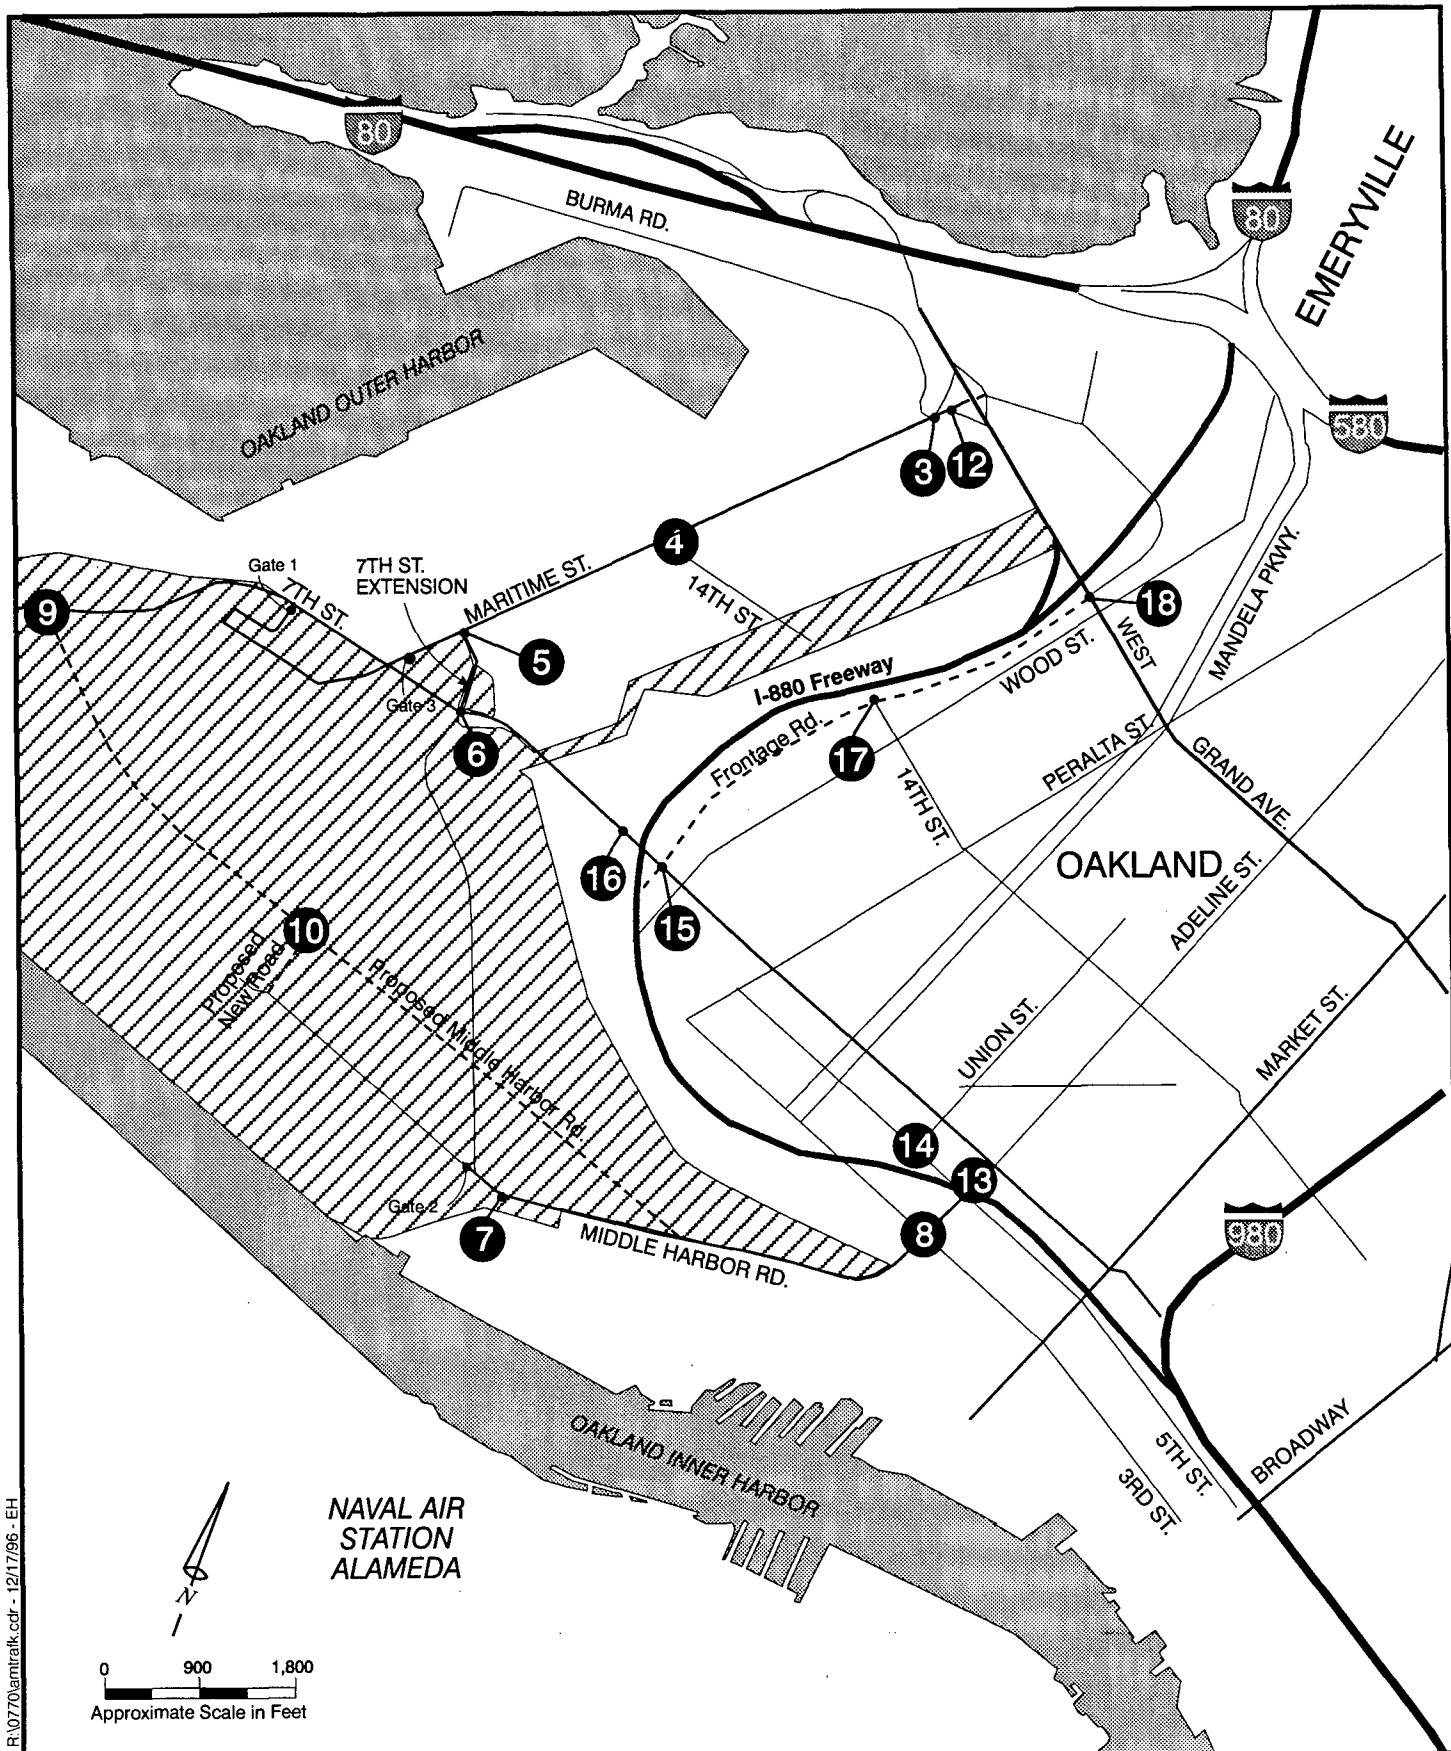 80
BURMA RD.
80
EMERYVILLE
OAKLAND OUTER HARBOR
580
3
12
4
Gate 1
7TH ST.
EXTENSION
MARITIME ST.
14TH ST.
MANDELA PKWY.
9
7TH ST.
18
5
WEST
WOOD ST.
I-880 Freeway
Gate 3
6
Frontage Rd.
17
PERALTA ST.
GRAND AVE.
14TH ST.
OAKLAND
16
15
ADELINE ST.
10
Proposed
New Road
Proposed Middle Harbor Rd.
UNION ST.
MARKET ST.
14
13
Gate 2
7
8
980
MIDDLE HARBOR RD.
OAKLAND INNER HARBOR
5TH ST.
BROADWAY
3RD ST.
NAVAL AIR
STATION
ALAMEDA
N
0 900 1,800
Approximate Scale in Feet
R:\0770\amtrafk.cdr - 12/17/96 - EH